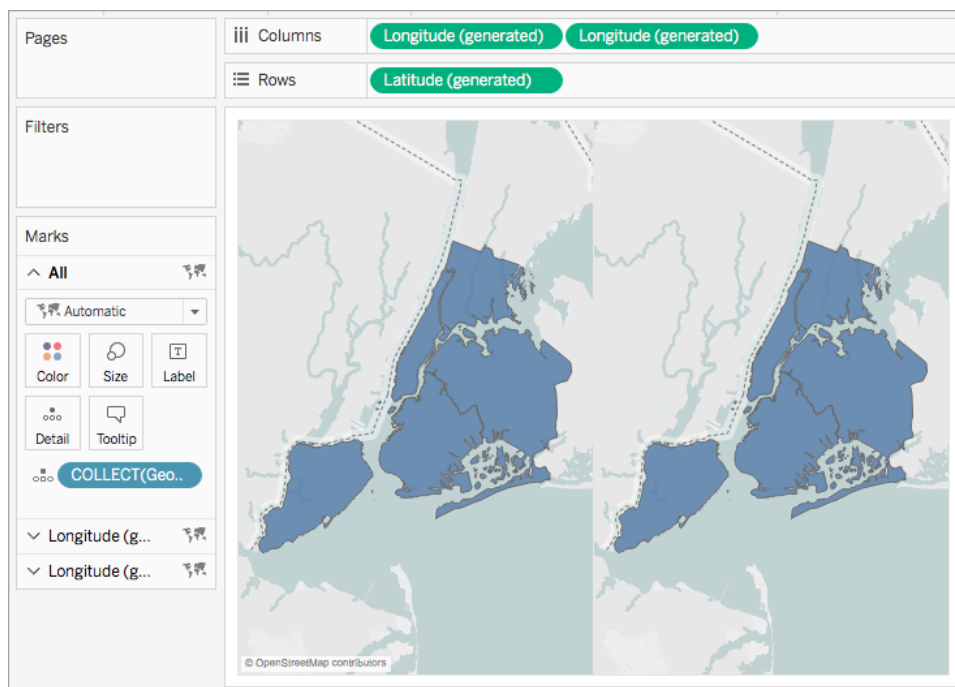 Pages
Columns
Longitude (generated)
Longitude (generated)
Rows
Latitude (generated)
Filters
Marks
All
Automatic
Color
Size
T
Label
Detail
Tooltip
COLLECT(Geo..
Longitude (g...
Longitude (g...
© OpenStreetMap contributors